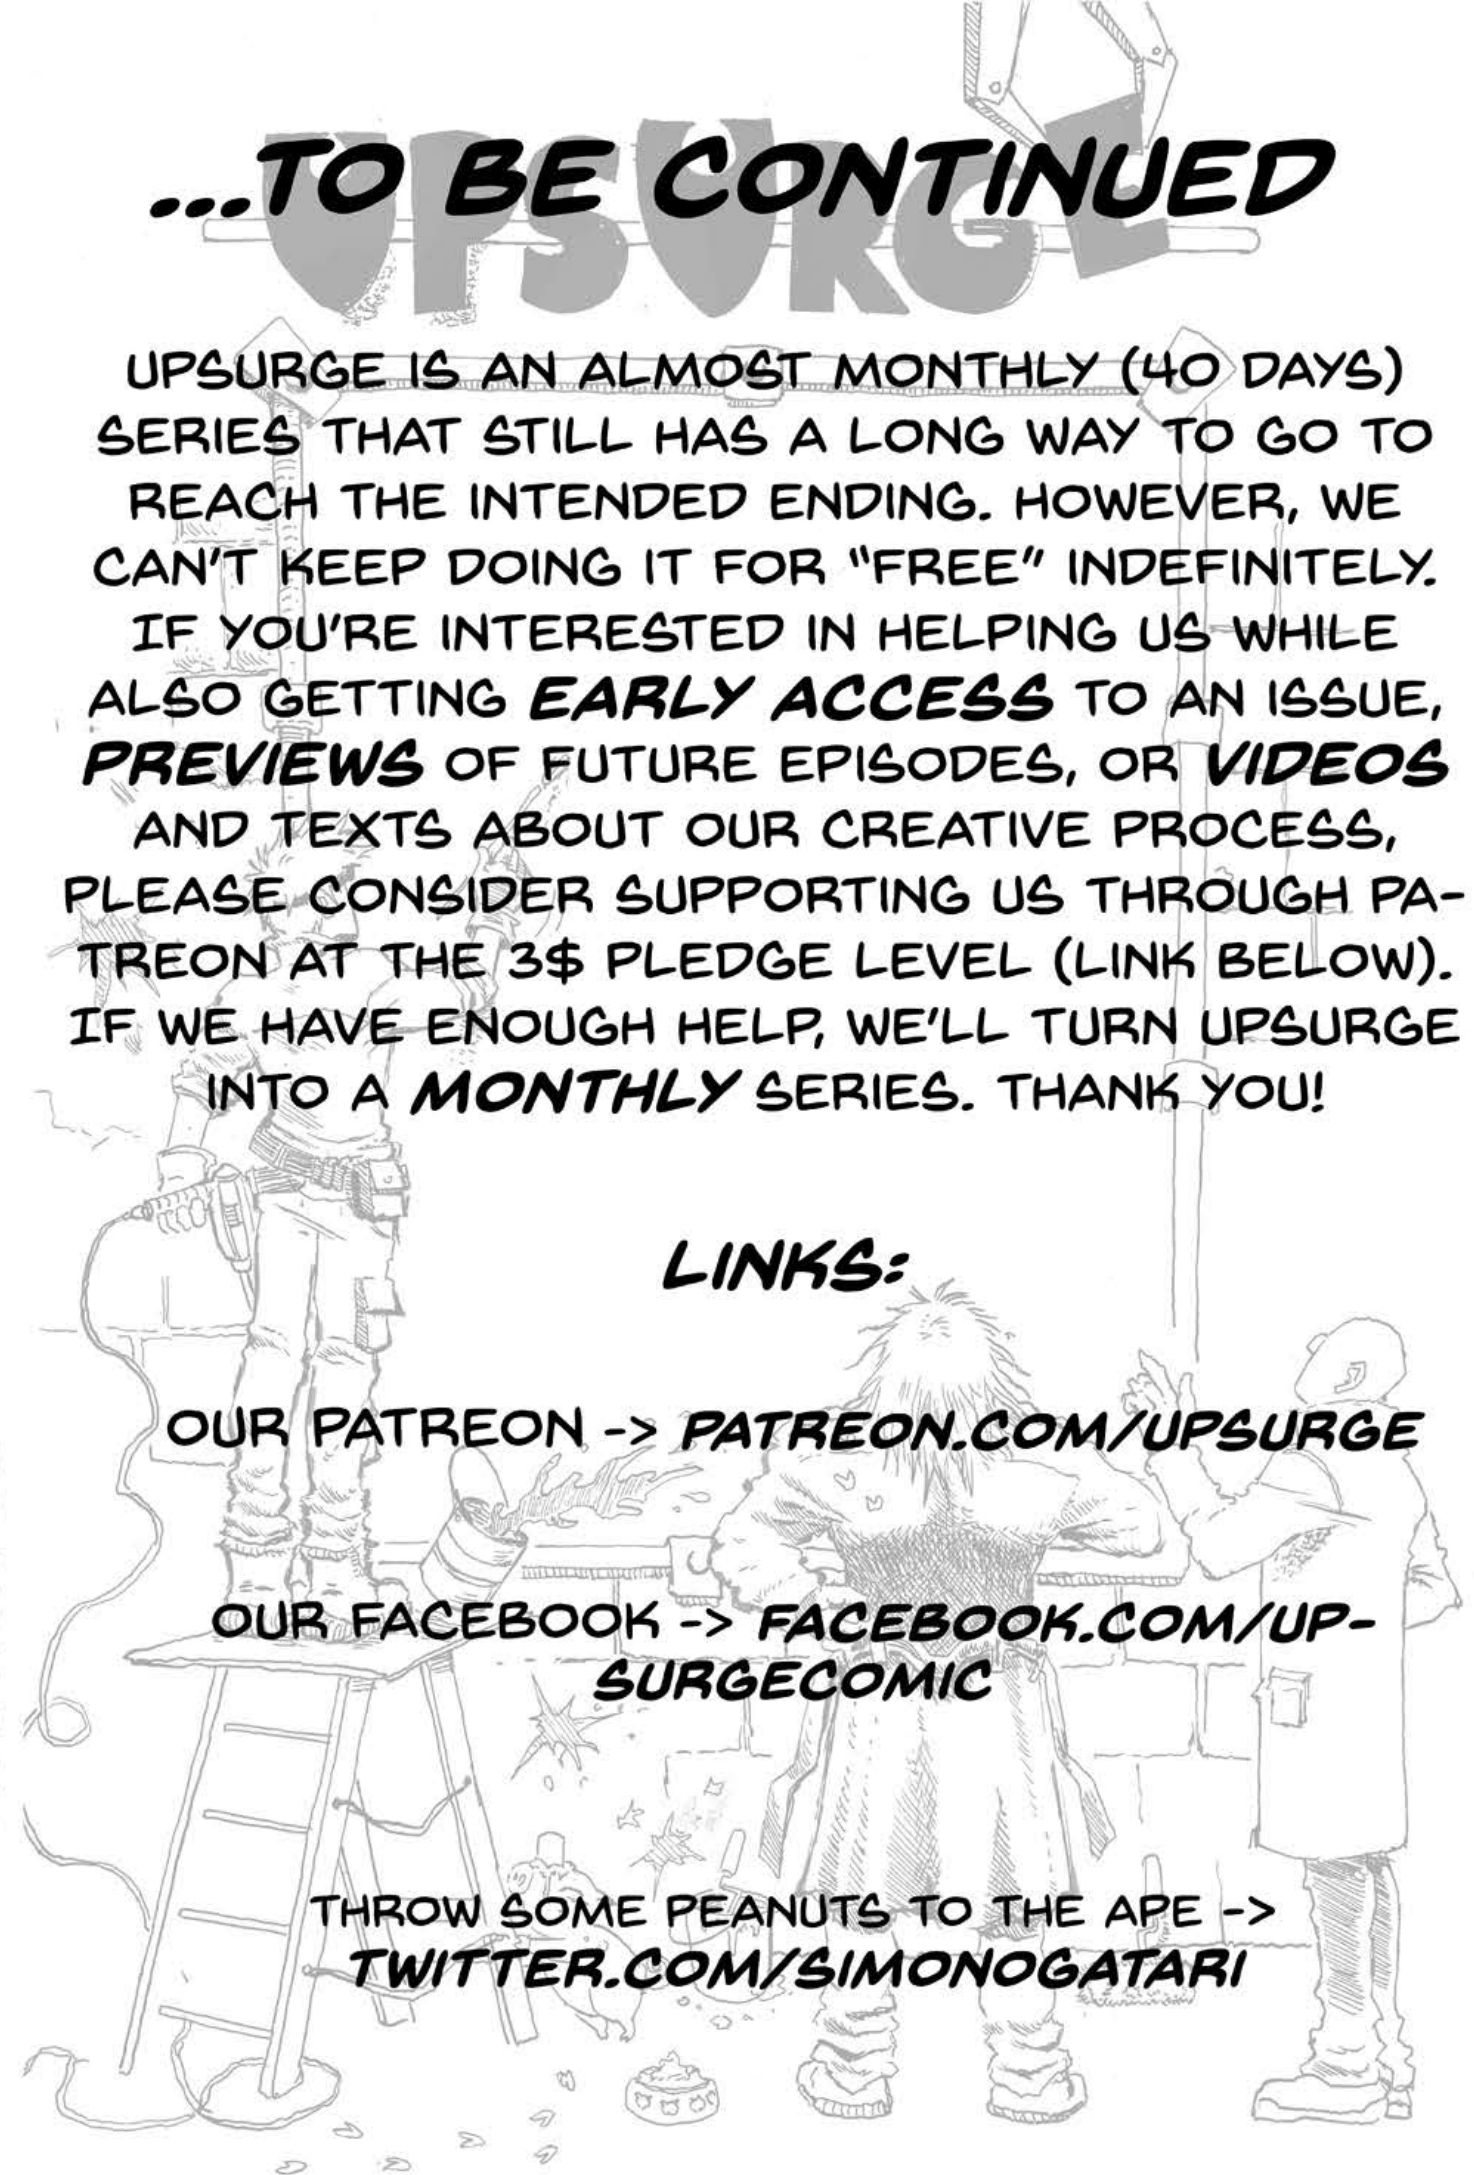 UPSURGE
...TO BE CONTINUED
UPSURGE IS AN ALMOST MONTHLY (40 DAYS)
SERIES THAT STILL HAS A LONG WAY TO GO TO
REACH THE INTENDED ENDING. HOWEVER, WE
CAN'T KEEP DOING IT FOR "FREE" INDEFINITELY.
IF YOU'RE INTERESTED IN HELPING US WHILE
ALSO GETTING EARLY ACCESS TO AN ISSUE,
PREVIEWS OF FUTURE EPISODES, OR VIDEOS
AND TEXTS ABOUT OUR CREATIVE PROCESS,
PLEASE CONSIDER SUPPORTING US THROUGH PA-
TREON AT THE 3$ PLEDGE LEVEL (LINK BELOW).
IF WE HAVE ENOUGH HELP, WE'LL TURN UPSURGE
INTO A MONTHLY SERIES. THANK YOU!
LINKS:
OUR PATREON -> PATREON.COM/UPSURGE
OUR FACEBOOK -> FACEBOOK.COM/UP-
SURGECOMIC
THROW SOME PEANUTS TO THE APE ->
TWITTER.COM/SIMONOGATARI